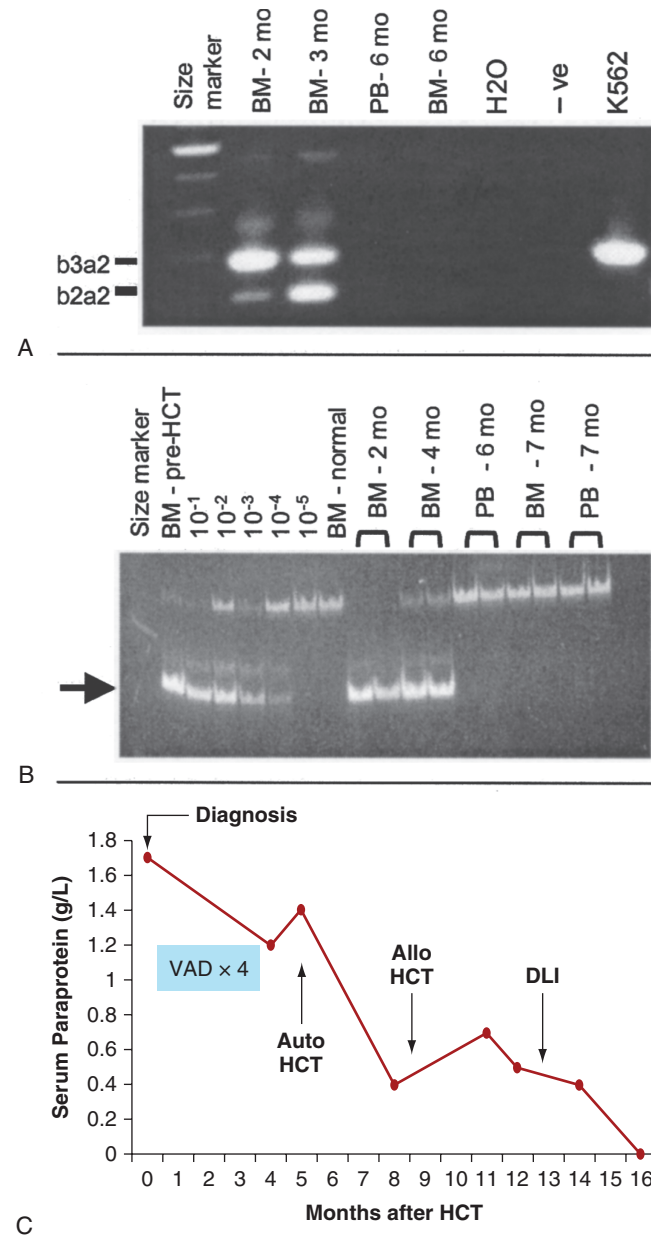 Size marker
BM- 2 mo
BM- 3 mo
PB- 6 mo
BM- 6 mo
H2O
– ve
K562
b3a2
b2a2
A
Size marker
BM - pre-HCT
10-1
10-2
10-3
10-4
10-5
BM - normal
BM - 2 mo
BM - 4 mo
PB - 6 mo
BM - 7 mo
PB - 7 mo
B
Diagnosis
1.8
1.6
1.4
1.2
1
0.8
0.6
0.4
0.2
0
Serum Paraprotein (g/L)
VAD × 4
Auto
HCT
Allo
HCT
DLI
0 1 2 3 4 5 6 7 8 9 10 11 12 13 14 15 16
Months after HCT
C